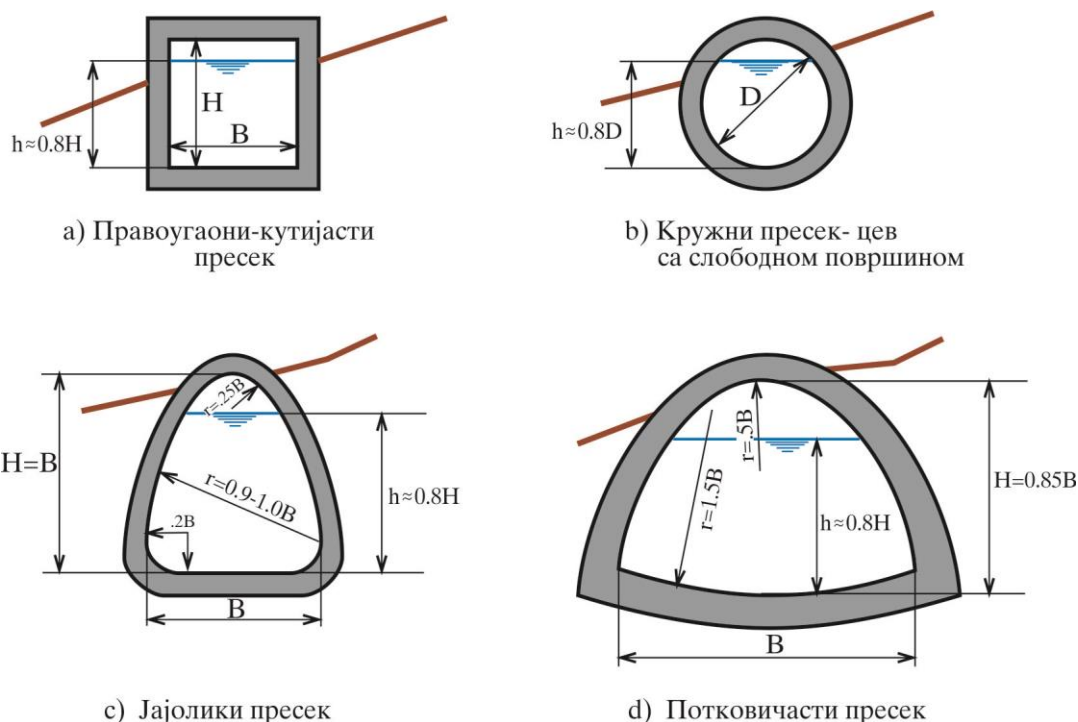 h≈0.8H
H
B
a) Правоугаони-кутијасти
пресек
h≈0.8D
D
b) Кружни пресек- цев
са слободном површином
H=B
r=.25B
r=0.9-1.0B
.2B
h≈0.8H
B
c) Јајолики пресек
r=1.5B
r=.5B
h≈0.8H
H=0.85B
B
d) Потковичасти пресек